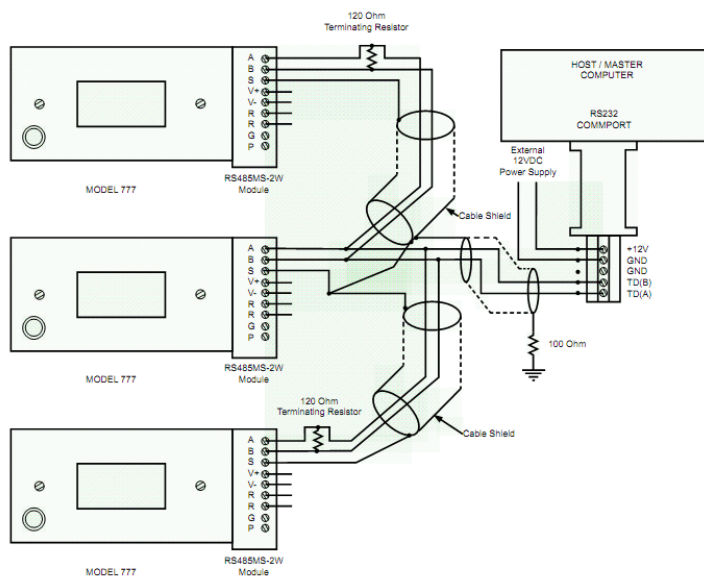 120 Ohm
Terminating Resistor
A
B
S
V+
V-
R
R
G
P
MODEL 777
RS485MS-2W
Module
HOST / MASTER
COMPUTER
RS232
COMMPORT
External
12VDC
Power Supply
Cable Shield
+12V
GND
GND
TD(B)
TD(A)
A
B
S
V+
V-
R
R
G
P
MODEL 777
RS485MS-2W
Module
100 Ohm
120 Ohm
Terminating Resistor
Cable Shield
A
B
S
V+
V-
R
R
G
P
MODEL 777
RS485MS-2W
Module